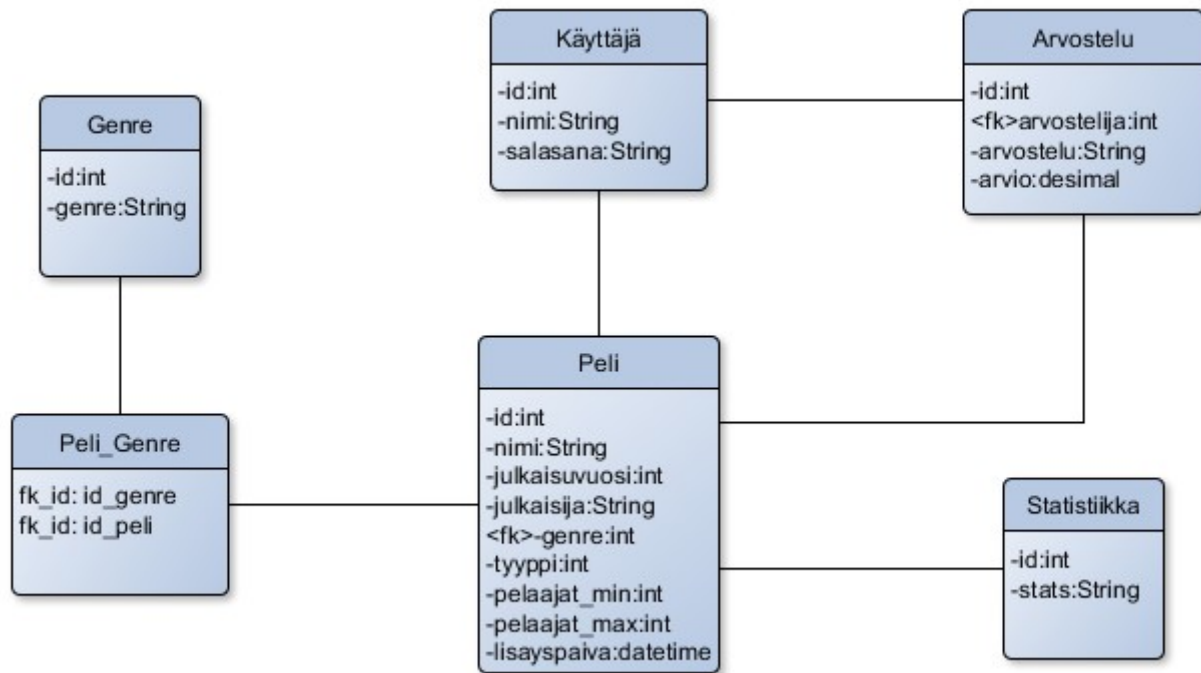 Käyttäjä
-id:int
-nimi:String
-salasana:String
Arvostelu
-id:int
<fk>arvostelija:int
-arvostelu:String
-arvio:desimal
Genre
-id:int
-genre:String
Peli_Genre
fk_id: id_genre
fk_id: id_peli
Peli
-id:int
-nimi:String
-julkaisuvuosi:int
-julkaisija:String
<fk>-genre:int
-tyyppi:int
-pelaajat_min:int
-pelaajat_max:int
-lisayspaiva:datetime
Statistiikka
-id:int
-stats:String